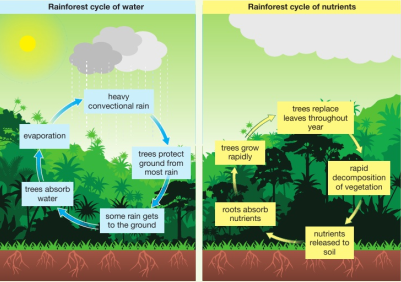 Rainforest cycle of water
heavy
convectional rain
trees protect
ground from
most rain
some rain gets
to the ground
trees absorb
water
evaporation
Rainforest cycle of nutrients
trees replace
leaves throughout
year
rapid
decomposition
of vegetation
nutrients
released to
soil
roots absorb
nutrients
trees grow
rapidly